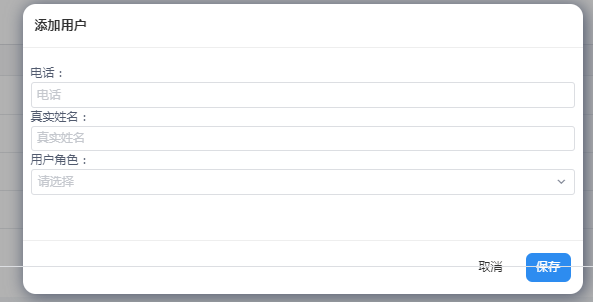 添加用户
电话：
电话
真实姓名：
真实姓名
用户角色：
请选择
取消 保存